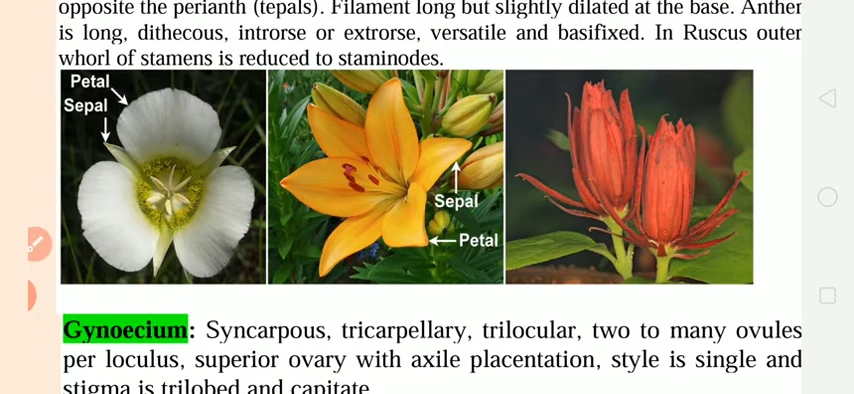 opposite the perianth (tepals). Filament long but slightly dilated at the base. Anther
is long, dithecous, introrse or extrorse, versatile and basifixed. In Ruscus outer
whorl of stamens is reduced to staminodes.
Petal
Sepal
Sepal
Petal
Gynoecium: Syncarpous, tricarpellary, trilocular, two to many ovules
per loculus, superior ovary with axile placentation, style is single and
stigma is trilobed and capitate